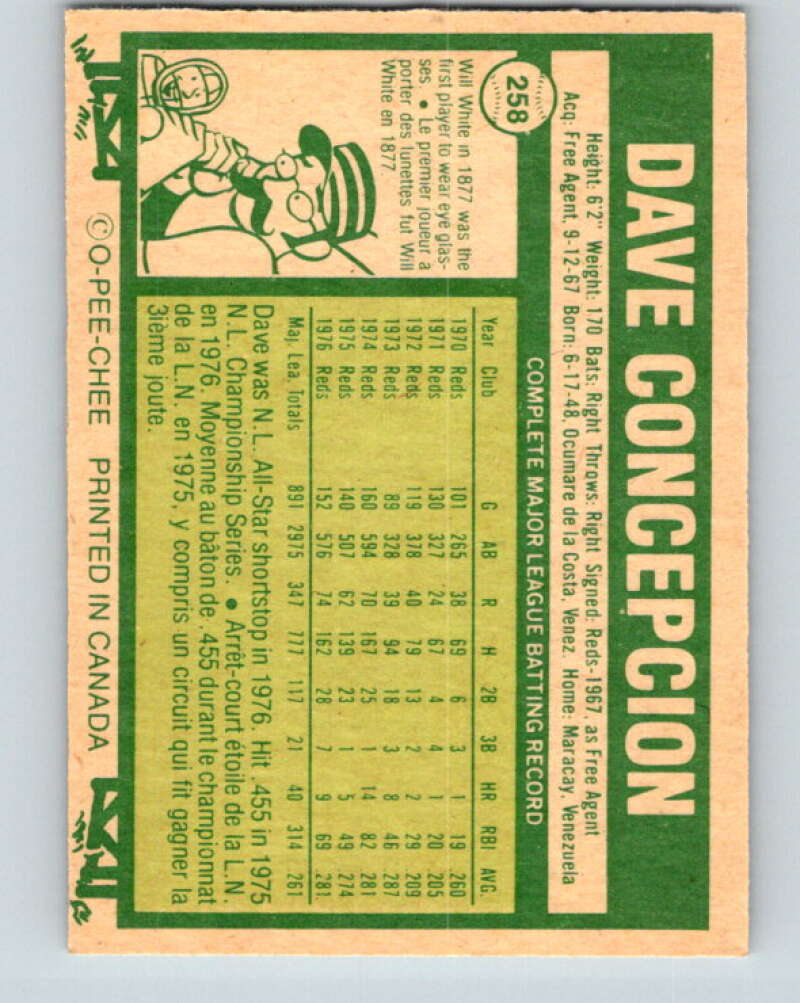 DAVE CONCEPCION
Height: 6'2" Weight: 170 Bats: Right Throws: Right Signed: Reds-1967, as Free Agent
Acq: Free Agent, 9-12-67 Born: 6-17-48, Ocumare de la Costa, Venez. Home: Maracay, Venezuela
258
Will White in 1877 was the
first player to wear eye glas-
ses ● Le premier joueur à
porter des lunettes fut Will
White en 1877.
COMPLETE MAJOR LEAGUE BATTING RECORD
Year Club G AB R H 2B 3B HR RBI AVG.
1970 Reds 101 265 38 69 6 3 1 19 .260
1971 Reds 130 327 24 67 4 4 1 20 .205
1972 Reds 119 378 40 79 13 2 2 29 .209
1973 Reds 89 328 39 94 18 3 8 46 .287
1974 Reds 160 594 70 167 25 1 14 82 .281
1975 Reds 140 507 62 139 23 1 5 49 .274
1976 Reds 152 576 74 162 28 7 9 69 .281
Maj. Lea. Totals 891 2975 347 777 117 21 40 314 .261
Dave was N.L. All-Star shortstop in 1976. Hit .455 in 1975
N.L. Championship Series. ● Arrêt-court étoile de la L.N.
en 1976. Moyenne au bâton de .455 durant le championnat
de la L.N. en 1975, y compris un circuit qui fit gagner la
3ième joute.
© O-PEE-CHEE PRINTED IN CANADA